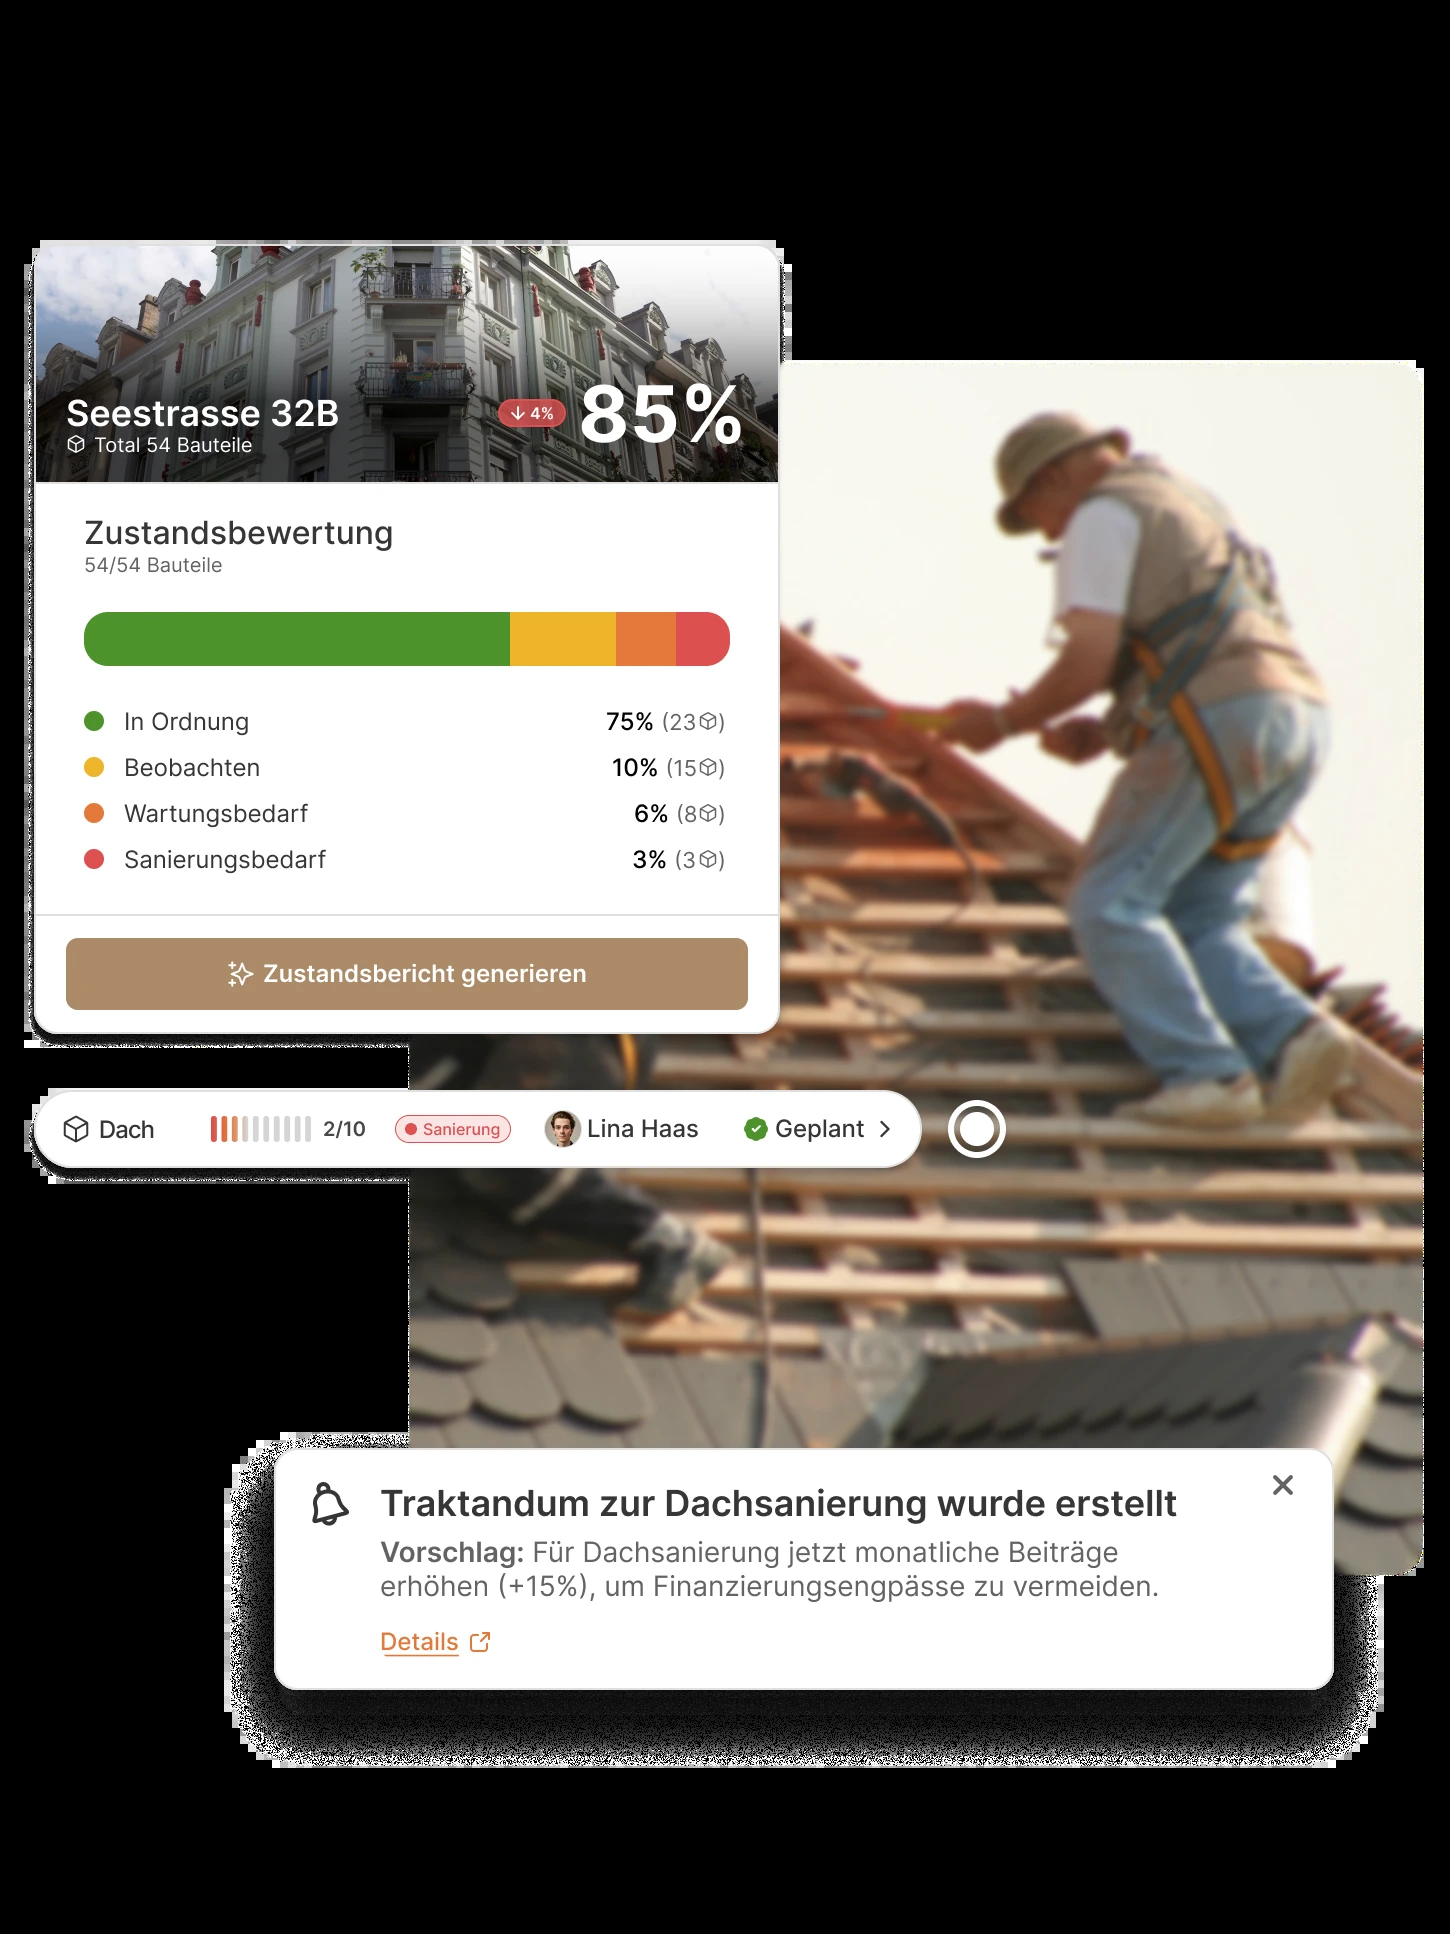 Seestrasse 32B
Total 54 Bauteile
4%
85%
Zustandsbewertung
54/54 Bauteile
In Ordnung 75% (23)
Beobachten 10% (15)
Wartungsbedarf 6% (8)
Sanierungsbedarf 3% (3)
Zustandsbericht generieren
Dach 2/10 Sanierung Lina Haas Geplant
Traktandum zur Dachsanierung wurde erstellt
Vorschlag: Für Dachsanierung jetzt monatliche Beiträge
erhöhen (+15%), um Finanzierungsengpässe zu vermeiden.
Details